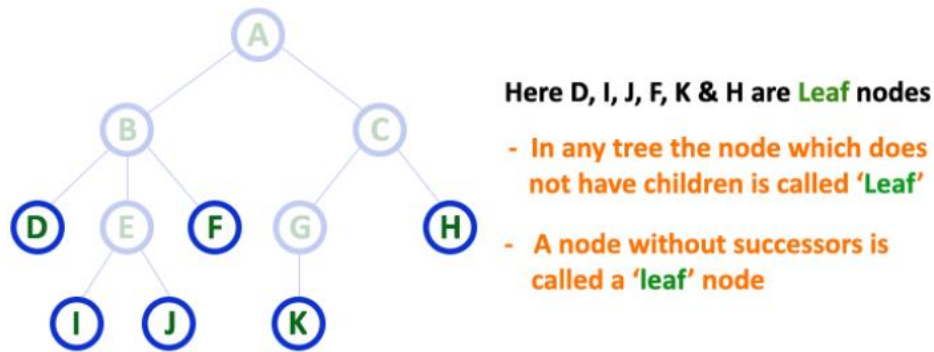 A
Here D, I, J, F, K & H are Leaf nodes
B
C
- In any tree the node which does
not have children is called ‘Leaf’
D
E
F
G
H
- A node without successors is
called a ‘leaf’ node
I
J
K